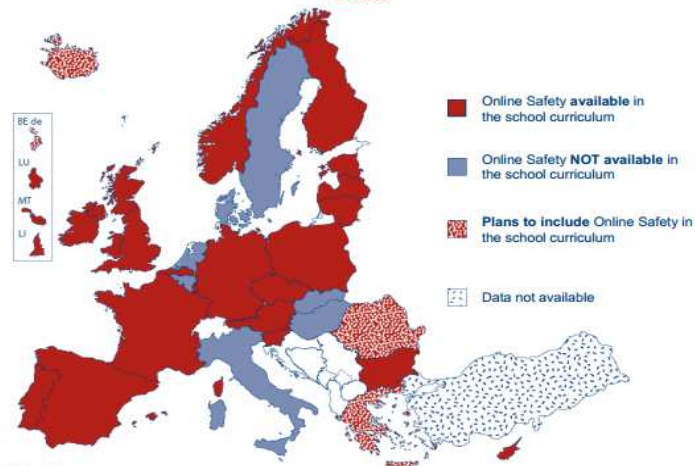 BE de
LU
MT
LI
Online Safety available in
the school curriculum
Online Safety NOT available in
the school curriculum
Plans to include Online Safety in
the school curriculum
Data not available